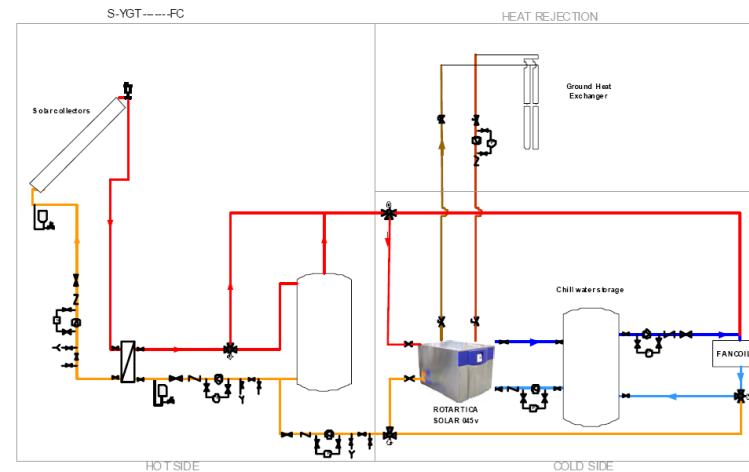 S-YGT-------FC
HEAT REJECTION
Solar collectors
Ground Heat
Exchanger
Chill water storage
FANCOIL
ROTARTICA
SOLAR 045v
HOT SIDE
COLD SIDE